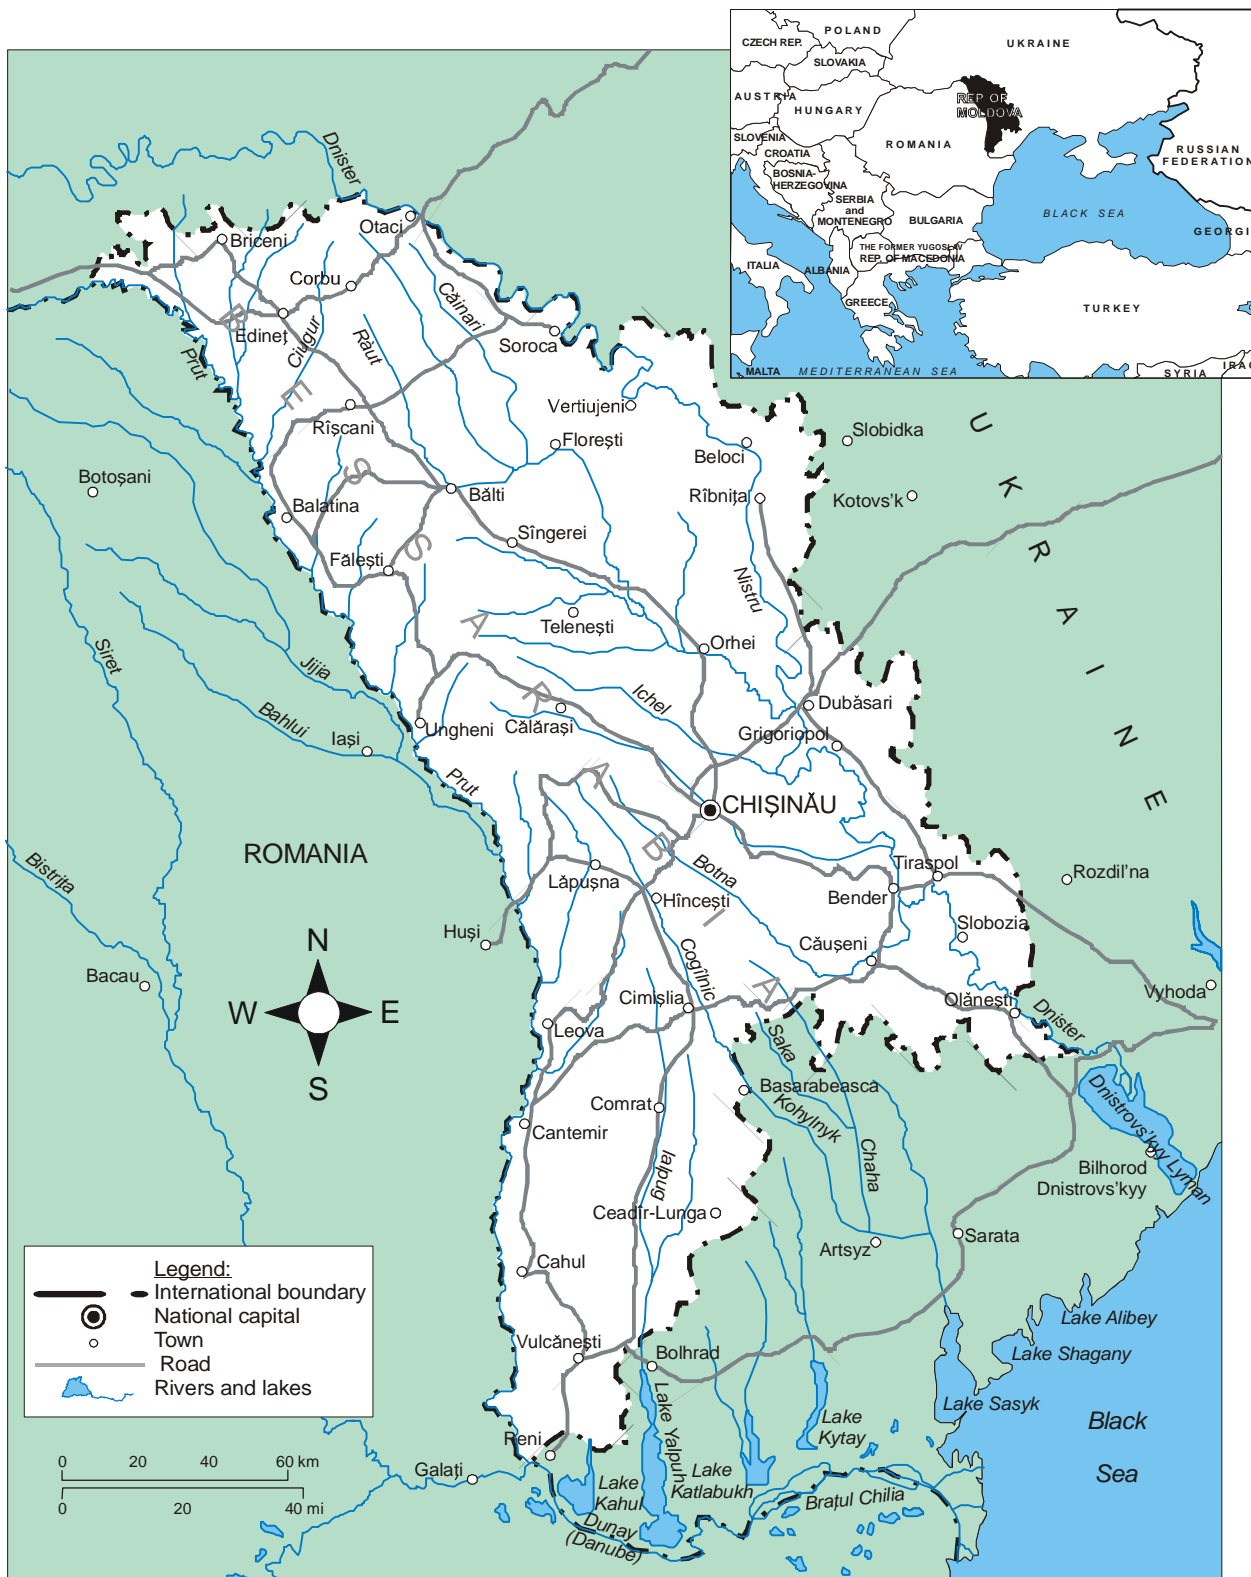 POLAND
UKRAINE
CZECH REP.
SLOVAKIA
AUSTRIA
HUNGARY
REP OF
MOLDOVA
SLOVENIA
ROMANIA
CROATIA
RUSSIAN
FEDERATION
BOSNIA-
HERZEGOVINA
SERBIA
and
MONTENEGRO
BULGARIA
BLACK SEA
GEORGI
THE FORMER YUGOSLAV
REP. OF MACEDONIA
ITALIA
ALBANIA
GREECE
TURKEY
MALTA
MEDITERRANEAN SEA
SYRIA
IRAQ
Dnister
Otaci
Briceni
Corbu
Căinari
Edineț
Ciugur
Ràut
Soroca
Prut
Vertiujeni
Rîșcani
Florești
Beloci
Slobidka
UKRAINE
Botoșani
Bălti
Rîbnița
Kotovs'k
Balatina
Sîngerei
Fălești
Nistru
Telenești
Orhei
Siret
Jijia
Ichel
Dubăsari
Bahlui
Iași
Ungheni
Călărași
Grigoriopol
Prut
CHIȘINĂU
BESSARABIA
ROMANIA
Bistrița
Lăpușna
Botna
Tiraspol
Rozdil'na
Hîncești
Bender
Huși
Slobozia
N
Căușeni
Bacau
Cogîlnic
W
E
Cimișlia
Vyhoda
Leova
Olănești
Dnister
S
Saka
Basarabeasca
Dnistrovs'kyy Lyman
Comrat
Kohylnyk
Cantemir
Chaha
Ialpug
Bilhorod
Dnistrovs'kyy
Ceadîr-Lunga
Artsyz
Sarata
Legend:
International boundary
National capital
Town
Road
Rivers and lakes
Cahul
Vulcănești
Bolhrad
Lake Alibey
Lake Shagany
Lake Sasyk
Black
Sea
Lake Yalpuh
Lake
Kytay
Reni
Galați
Lake
Kahul
Lake
Katlabukh
Brațul Chilia
Dunay
(Danube)
0 20 40 60 km
0 20 40 mi